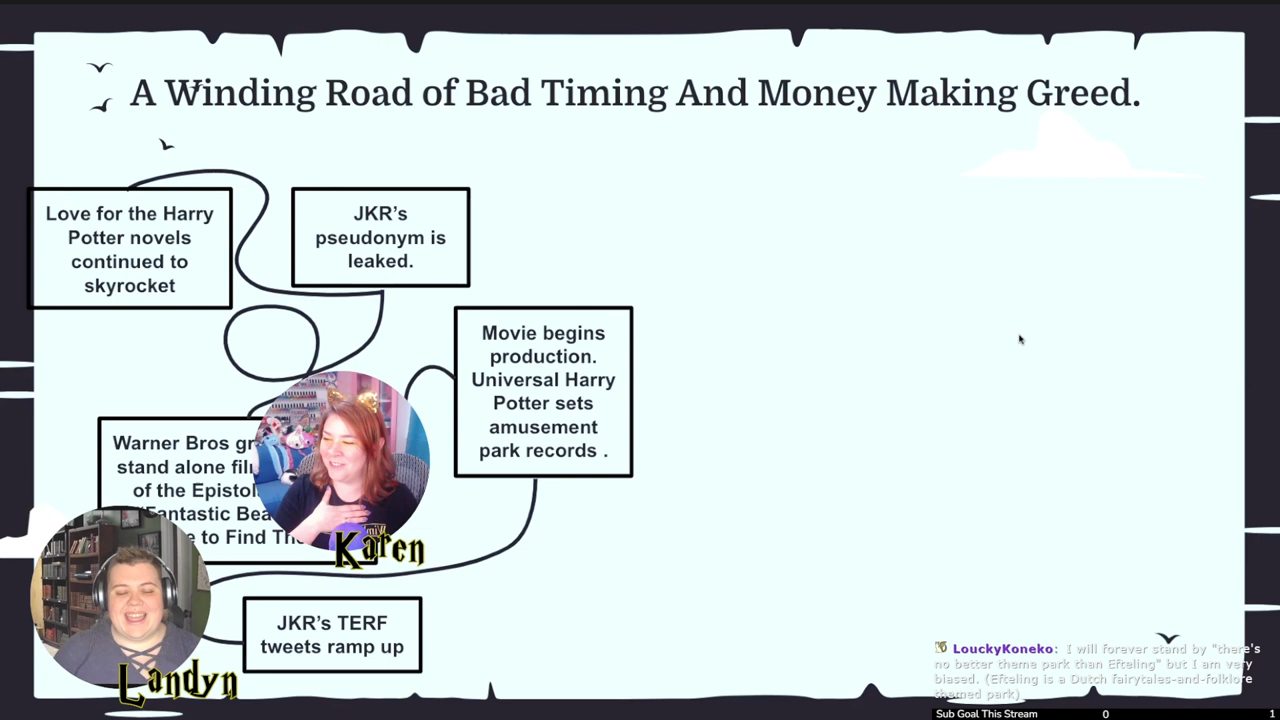 A Winding Road of Bad Timing And Money Making Greed.
Love for the Harry
Potter novels
continued to
skyrocket
JKR's
pseudonym is
leaked.
Movie begins
production.
Universal Harry
Potter sets
amusement
park records .
Warner Bros
stand alone
of the
to Find
JKR's TERF
tweets ramp up
Karen
Landyn
LouckyKoneko: I will forever stand by "there's
no better theme park than Efteling" but I am very
biased. (Efteling is a Dutch fairytales-and-folklore
themed park)
Sub Goal This Stream 0 1